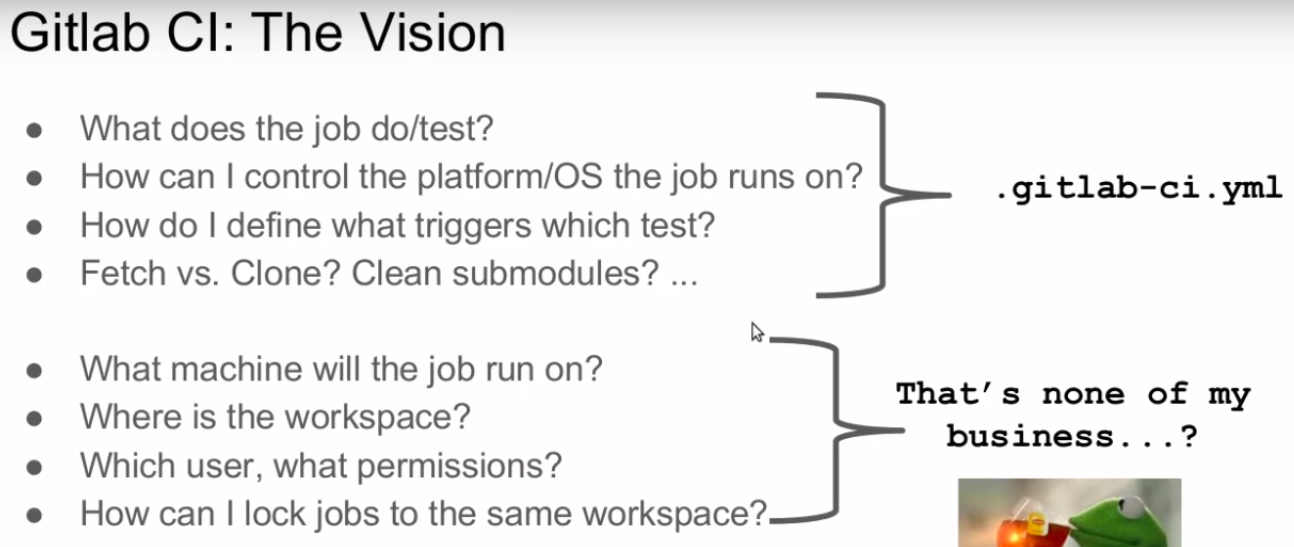 Gitlab CI: The Vision
● What does the job do/test?
● How can I control the platform/OS the job runs on?
● How do I define what triggers which test?
● Fetch vs. Clone? Clean submodules? ...
.gitlab-ci.yml
● What machine will the job run on?
● Where is the workspace?
● Which user, what permissions?
● How can I lock jobs to the same workspace?
That's none of my
business...?